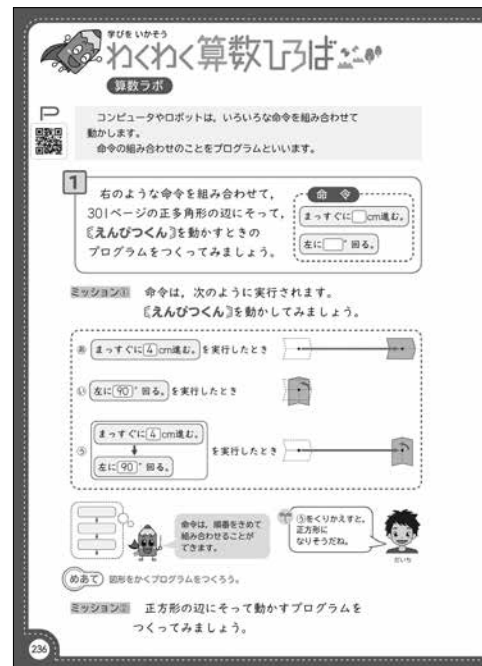 学びを いかそう
わくわく算数ひろば
算数ラボ
コンピュータやロボットは、いろいろな命令を組み合わせて
動かします。
命令の組み合わせのことをプログラムといいます。
1
右のような命令を組み合わせて，
301ページの正多角形の辺にそって，
〘えんぴつくん〙を動かすときの
プログラムをつくってみましょう。
命 令
まっすぐに□cm進む。
左に□°回る。
ミッション①　命令は，次のように実行されます。
〘えんぴつくん〙を動かしてみましょう。
あ まっすぐに4cm進む。を実行したとき
い 左に90°回る。を実行したとき
う まっすぐに4cm進む。
左に90°回る。
を実行したとき
命令は，順番をきめて
組み合わせることが
できます。
うをくりかえすと，
正方形に
なりそうだね。
だいち
めあて 図形をかくプログラムをつくろう。
ミッション②　正方形の辺にそって動かすプログラムを
つくってみましょう。
236